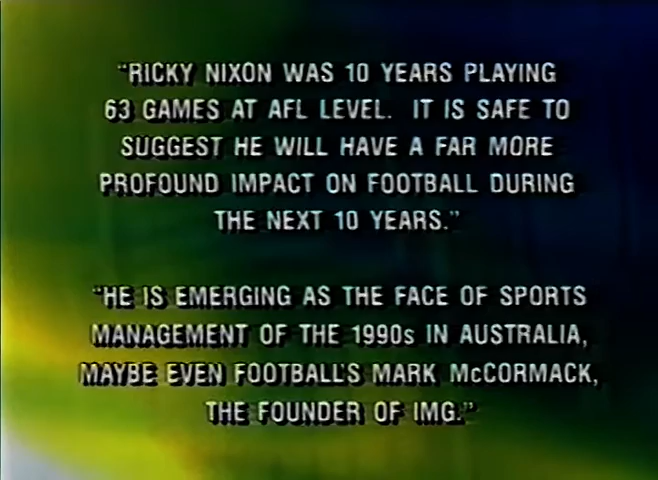 "RICKY NIXON WAS 10 YEARS PLAYING
63 GAMES AT AFL LEVEL. IT IS SAFE TO
SUGGEST HE WILL HAVE A FAR MORE
PROFOUND IMPACT ON FOOTBALL DURING
THE NEXT 10 YEARS."
"HE IS EMERGING AS THE FACE OF SPORTS
MANAGEMENT OF THE 1990s IN AUSTRALIA,
MAYBE EVEN FOOTBALL'S MARK McCORMACK,
THE FOUNDER OF IMG."